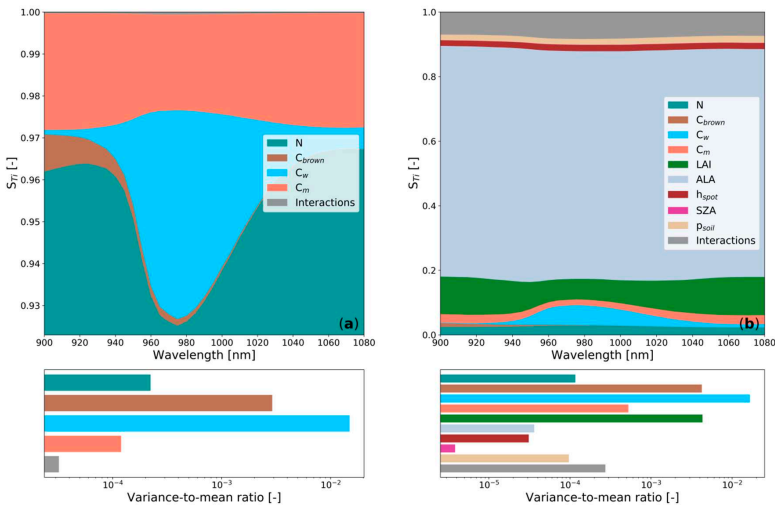 1.00
0.99
0.98
0.97
0.96
0.95
0.94
0.93
S_Ti [-]
N
C_brown
C_w
C_m
Interactions
(a)
900 920 940 960 980 1000 1020 1040 1060 1080
Wavelength [nm]
10^-4 10^-3 10^-2
Variance-to-mean ratio [-]
1.0
0.8
0.6
0.4
0.2
0.0
S_Ti [-]
N
C_brown
C_w
C_m
LAI
ALA
h_spot
SZA
p_soil
Interactions
(b)
900 920 940 960 980 1000 1020 1040 1060 1080
Wavelength [nm]
10^-5 10^-4 10^-3 10^-2
Variance-to-mean ratio [-]